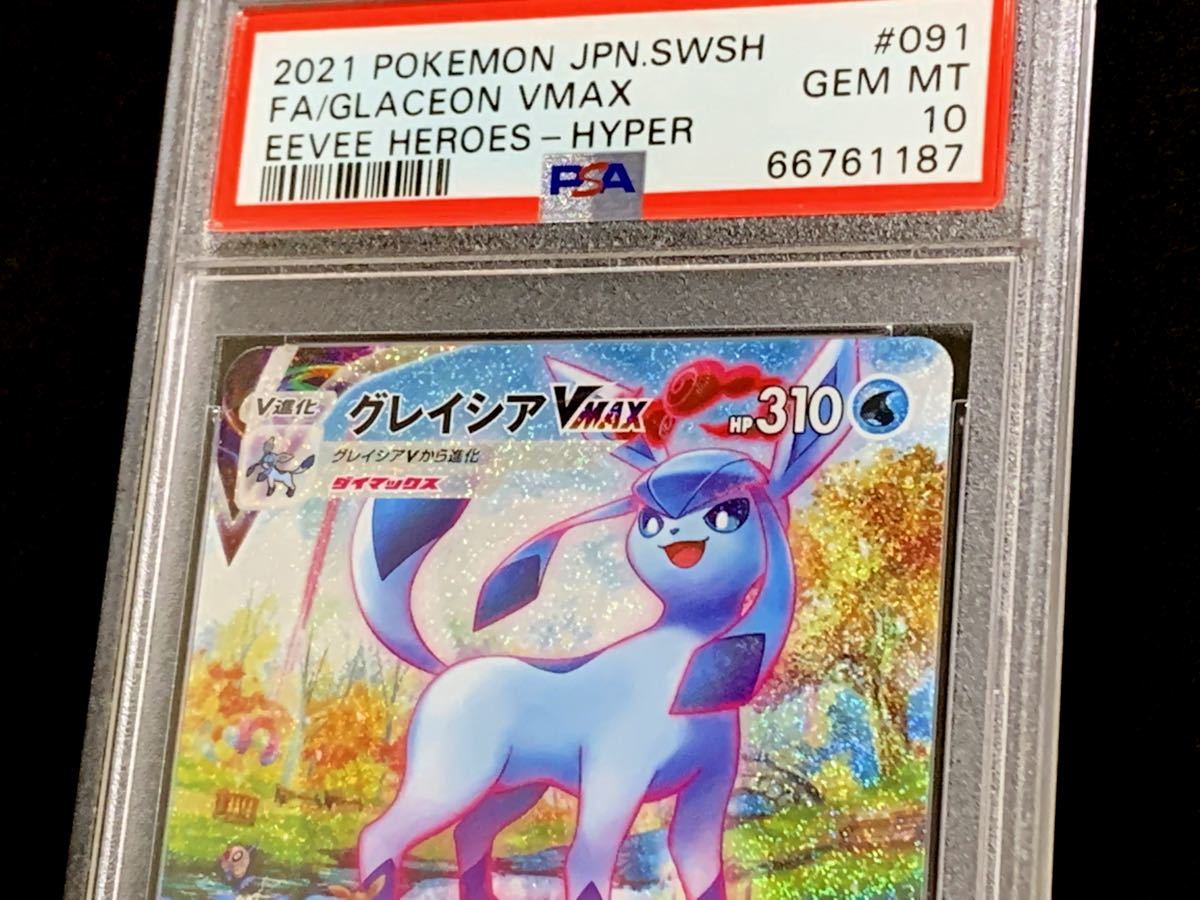 2021 POKEMON JPN.SWSH #091
FA/GLACEON VMAX GEM MT
EEVEE HEROES - HYPER 10
66761187
PSA
V進化
グレイシアVMAX HP310
グレイシアVから進化
ダイマックス